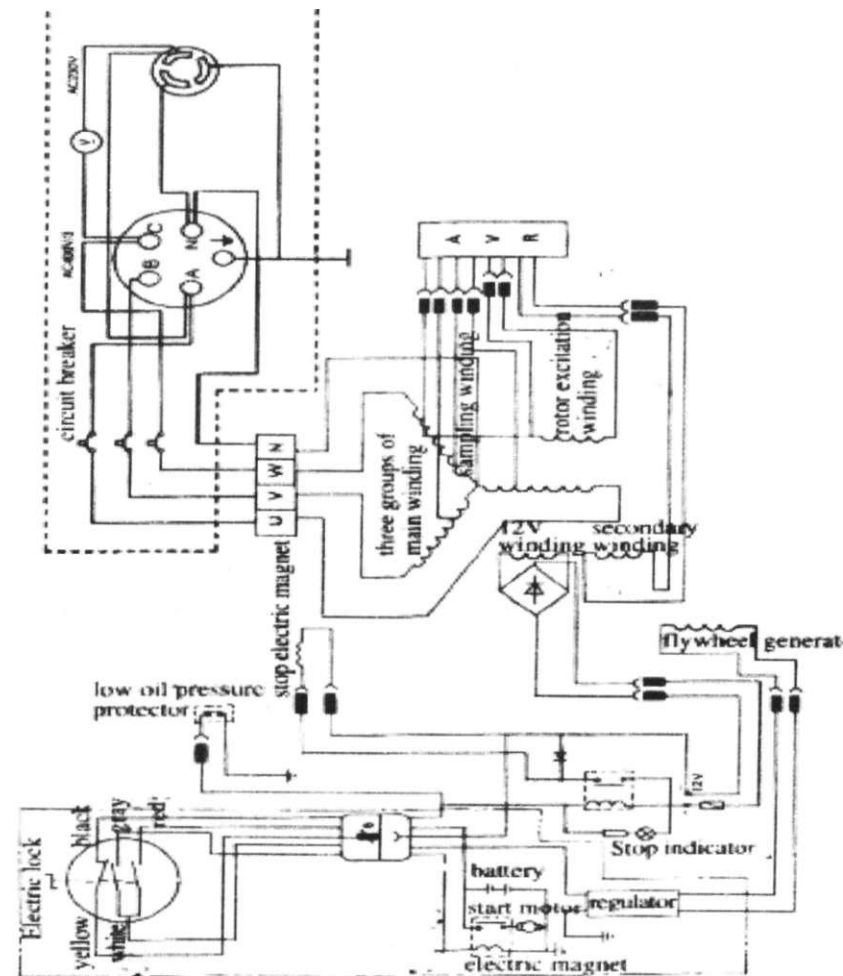 AC230V
V
AC400V/3
C
B
N
A
circuit breaker
A V R
U V W N
three groups of
main winding
sampling winding
rotor excitation
winding
12V
winding
secondary
winding
stop electric magnet
flywheel generat
low oil pressure
protector
12V
Stop indicator
Electric lock
black
gray
red
yellow
white
battery
start motor
regulator
electric magnet